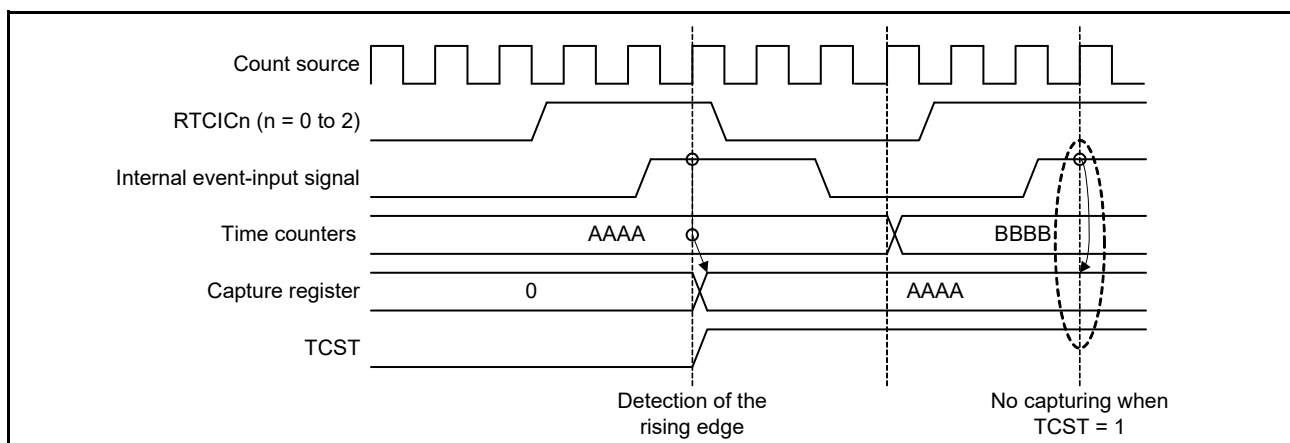 Count source
RTCICn (n = 0 to 2)
Internal event-input signal
Time counters
AAAA
BBBB
Capture register
0
AAAA
TCST
Detection of the
rising edge
No capturing when
TCST = 1